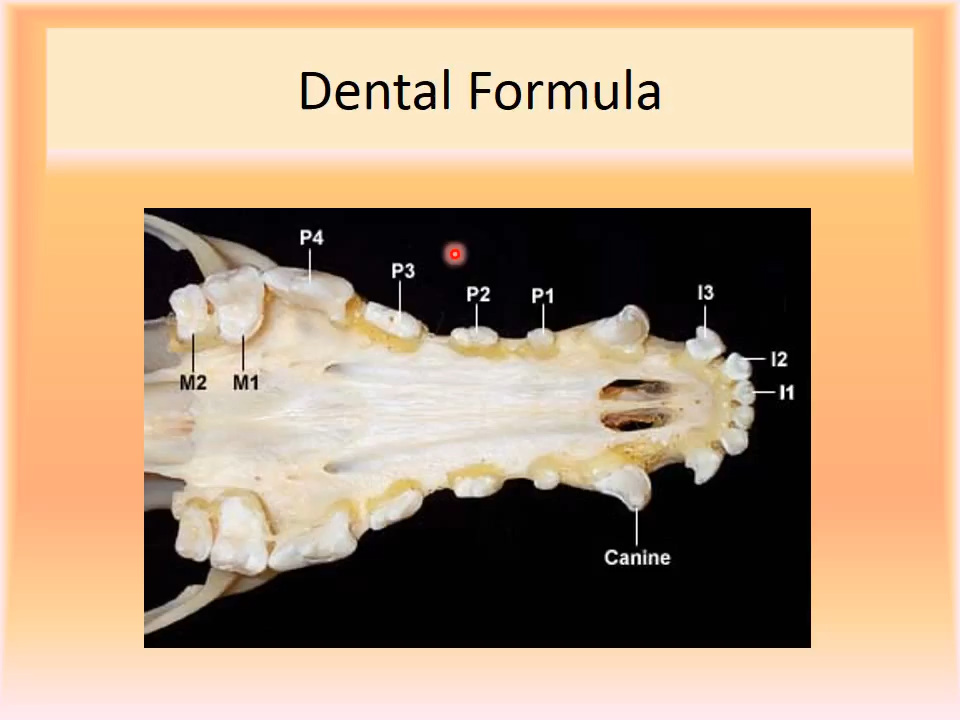 Dental Formula
P4
P3
P2
P1
I3
I2
I1
M2
M1
Canine